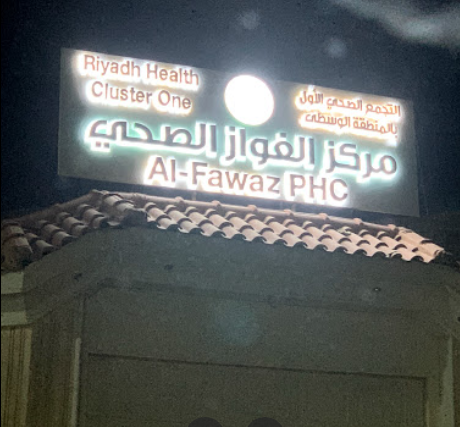 Riyadh Health
Cluster One
التجمع الصحي الأول
بالمنطقة الوسطى
مركز الفواز الصحي
Al-Fawaz PHC